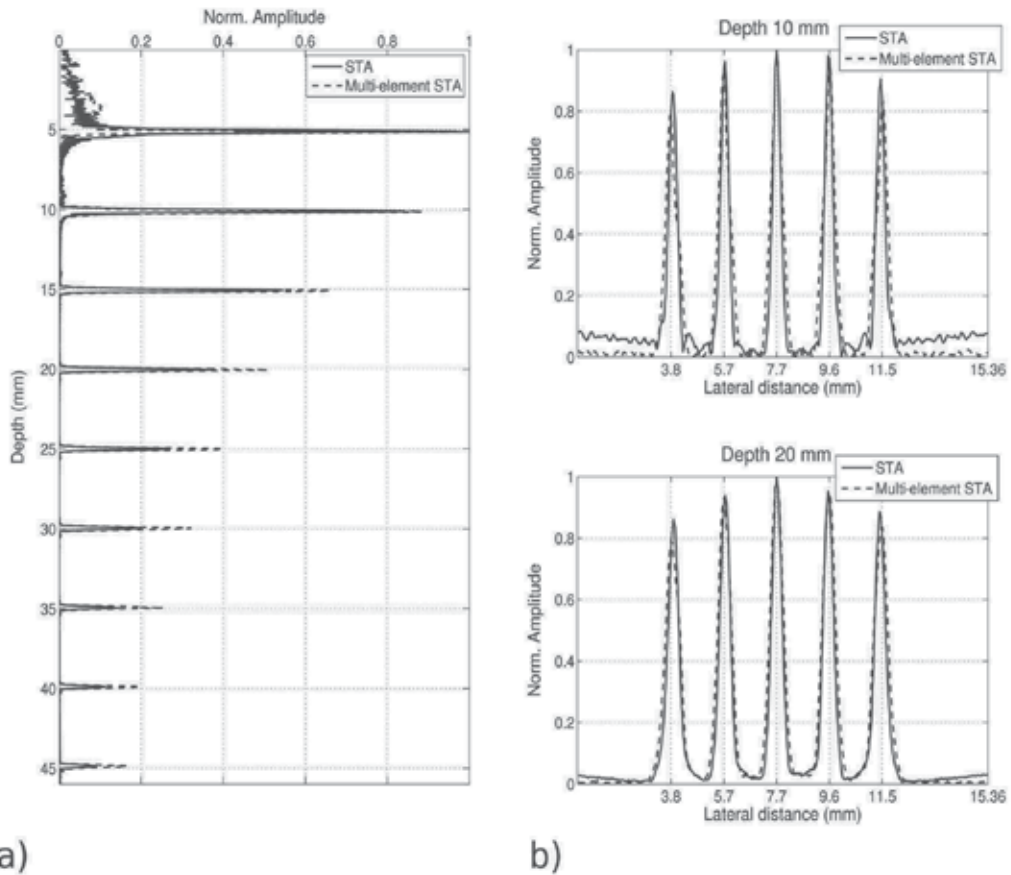 Norm. Amplitude
0 0.2 0.4 0.6 0.8 1
STA
Multi-element STA
5
10
15
20
25
30
35
40
45
Depth (mm)
a)
Depth 10 mm
STA
Multi-element STA
1
0.8
0.6
0.4
0.2
0
Norm. Amplitude
3.8 5.7 7.7 9.6 11.5 15.36
Lateral distance (mm)
Depth 20 mm
STA
Multi-element STA
1
0.8
0.6
0.4
0.2
0
Norm. Amplitude
3.8 5.7 7.7 9.6 11.5 15.36
Lateral distance (mm)
b)